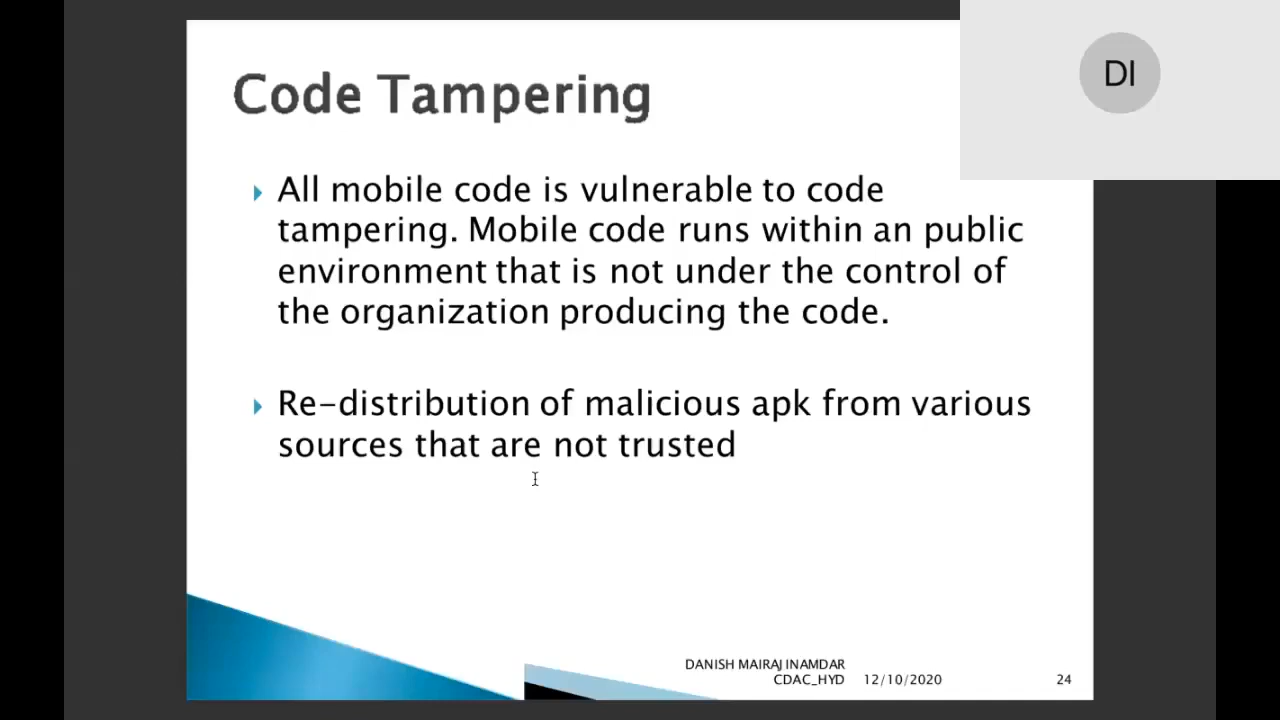 Code Tampering
DI
All mobile code is vulnerable to code
tampering. Mobile code runs within an public
environment that is not under the control of
the organization producing the code.
Re-distribution of malicious apk from various
sources that are not trusted
DANISH MAIRAJ INAMDAR
CDAC_HYD 12/10/2020 24